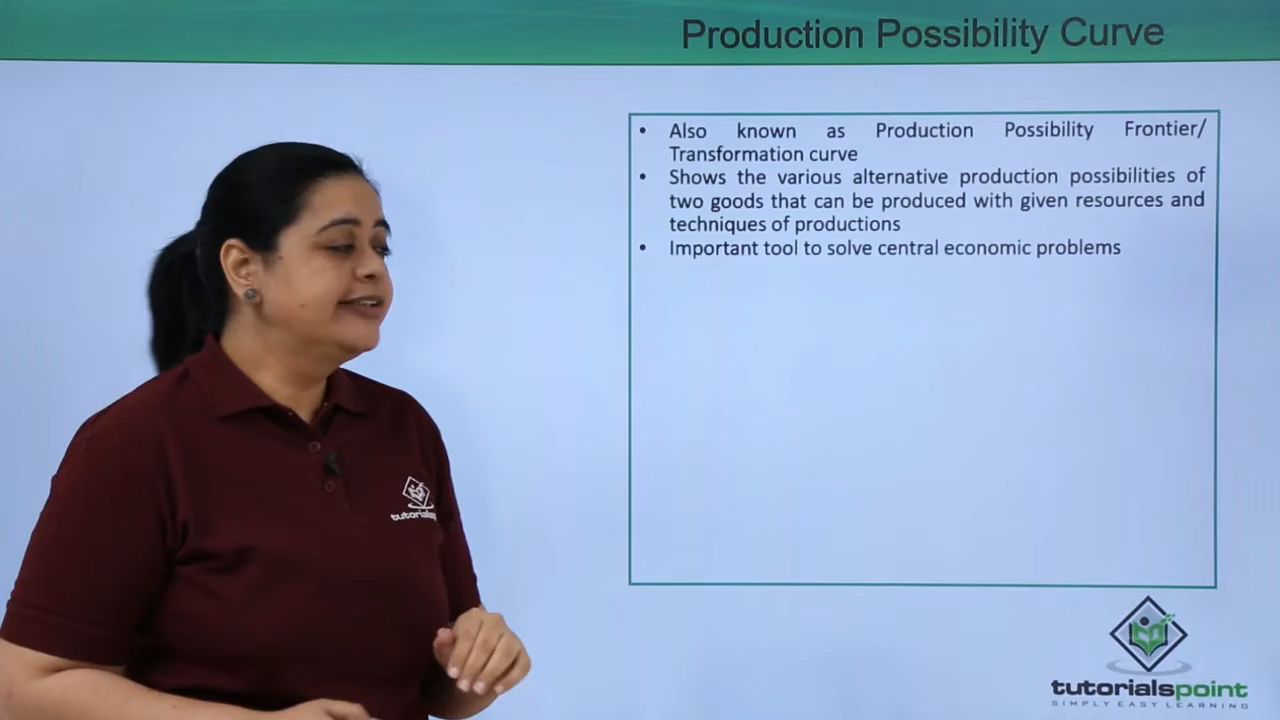 Production Possibility Curve
• Also known as Production Possibility Frontier/
Transformation curve
• Shows the various alternative production possibilities of
two goods that can be produced with given resources and
techniques of productions
• Important tool to solve central economic problems
tutorialspoint
SIMPLY EASY LEARNING